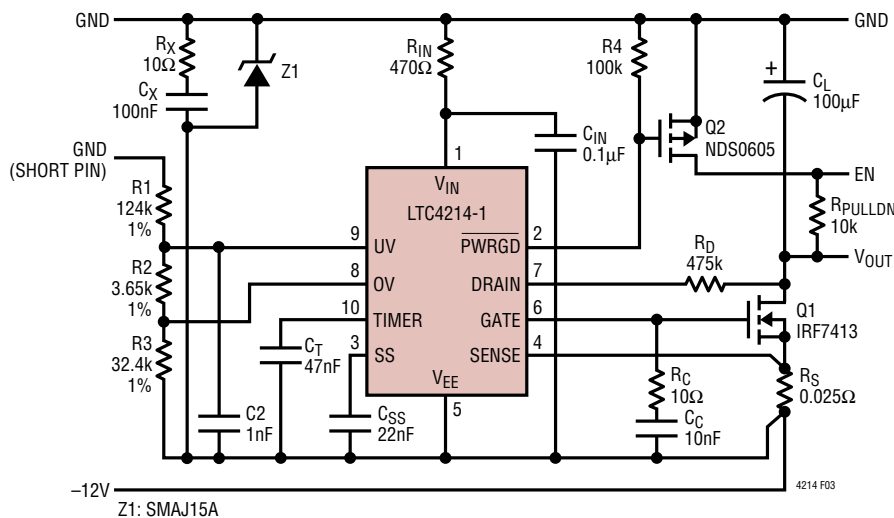 GND
GND
RX
10Ω
CX
100nF
Z1
RIN
470Ω
R4
100k
CL
100µF
+
Q2
NDS0605
CIN
0.1µF
GND
(SHORT PIN)
EN
R1
124k
1%
1
VIN
LTC4214-1
RPULLDN
10k
9
UV
PWRGD
2
RD
475k
VOUT
R2
3.65k
1%
8
OV
DRAIN
7
Q1
IRF7413
10
TIMER
GATE
6
R3
32.4k
1%
CT
47nF
3
SS
SENSE
4
VEE
5
RC
10Ω
RS
0.025Ω
C2
1nF
CSS
22nF
CC
10nF
–12V
4214 F03
Z1: SMAJ15A